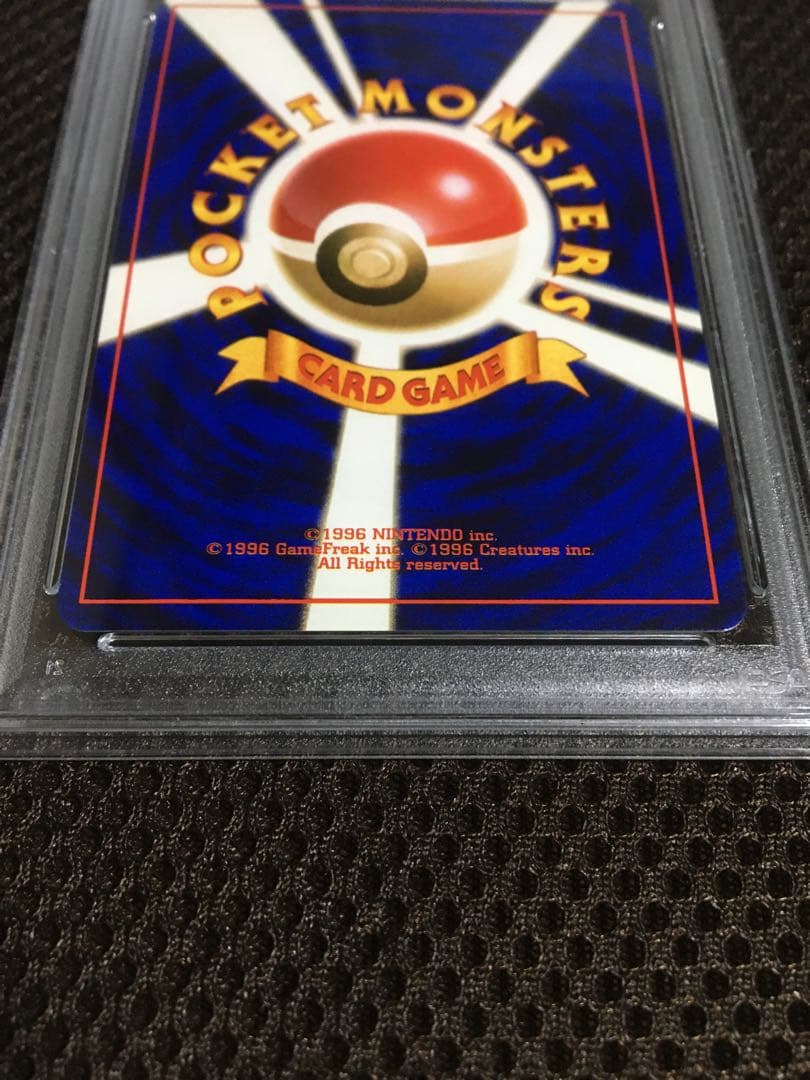 POCKET MONSTERS
CARD GAME
©1996 NINTENDO inc.
©1996 GameFreak inc. ©1996 Creatures inc.
All Rights reserved.